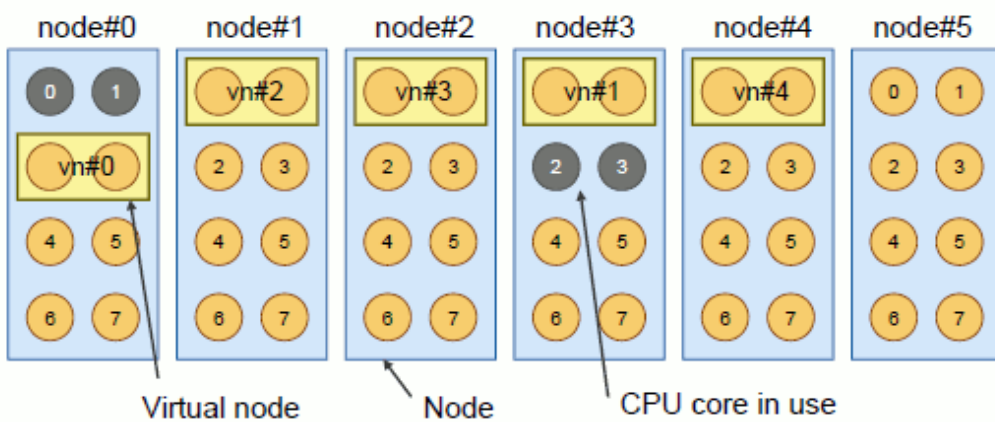 node#0 node#1 node#2 node#3 node#4 node#5
0 1 vn#2 vn#3 vn#1 vn#4 0 1
vn#0 2 3 2 3 2 3 2 3 2 3
4 5 4 5 4 5 4 5 4 5 4 5
6 7 6 7 6 7 6 7 6 7 6 7
Virtual node Node CPU core in use